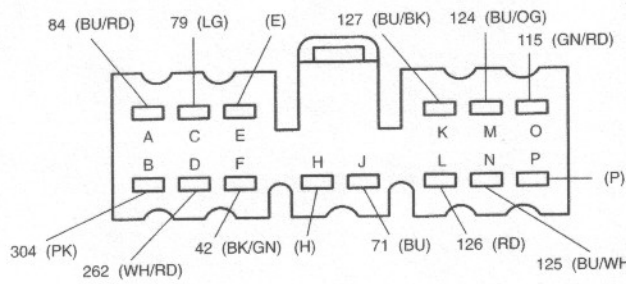 84 (BU/RD) 79 (LG) (E) 127 (BU/BK) 124 (BU/OG)
115 (GN/RD)
A C E K M O
B D F H J L N P
(P)
304 (PK) 42 (BK/GN) (H) 71 (BU) 126 (RD)
262 (WH/RD) 125 (BU/WH